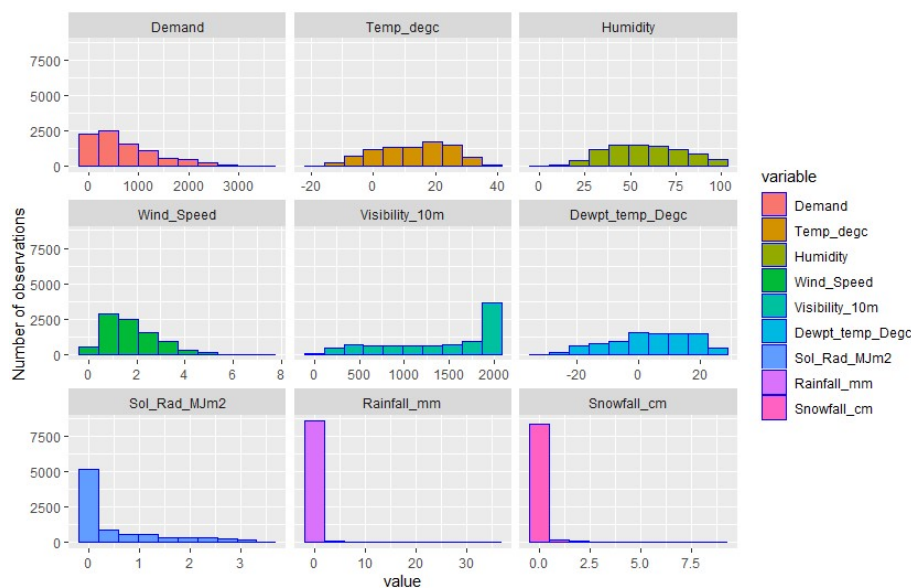 Demand
Temp_degc
Humidity
7500
5000
2500
0
0 1000 2000 3000
-20 0 20 40
0 25 50 75 100
Wind_Speed
Visibility_10m
Dewpt_temp_Degc
7500
5000
2500
0
0 2 4 6 8
0 500 1000 1500 2000
-20 0 20
Sol_Rad_MJm2
Rainfall_mm
Snowfall_cm
7500
5000
2500
0
0 1 2 3
0 10 20 30
0.0 2.5 5.0 7.5
Number of observations
value
variable
Demand
Temp_degc
Humidity
Wind_Speed
Visibility_10m
Dewpt_temp_Degc
Sol_Rad_MJm2
Rainfall_mm
Snowfall_cm